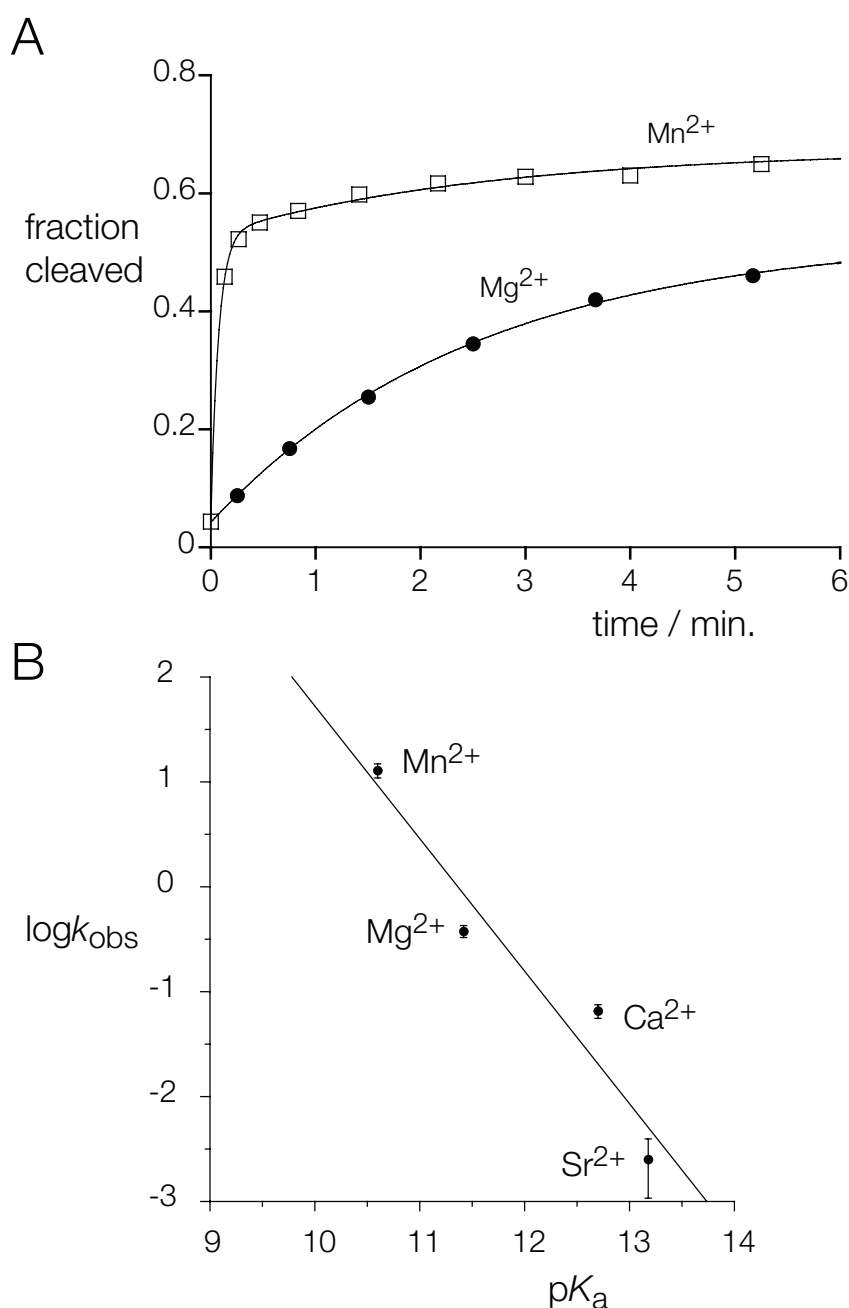 A
0.8
0.6
0.4
0.2
0
fraction
cleaved
Mn2+
Mg2+
0 1 2 3 4 5 6
time / min.
B
2
1
0
-1
-2
-3
logkobs
Mn2+
Mg2+
Ca2+
Sr2+
9 10 11 12 13 14
pKa